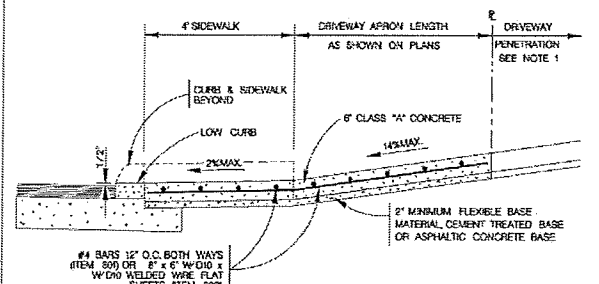 4' SIDEWALK
DRIVEWAY APRON LENGTH
AS SHOWN ON PLANS
DRIVEWAY
PENETRATION
SEE NOTE 1
CURB & SIDEWALK
BEYOND
LOW CURB
6" CLASS "A" CONCRETE
1/2"
2% MAX.
14% MAX.
2" MINIMUM FLEXIBLE BASE
MATERIAL, CEMENT TREATED BASE
OR ASPHALTIC CONCRETE BASE
#4 BARS 12" O.C. BOTH WAYS
OR 6" x 6" W/D10 x
W/D10 WELDED WIRE FLAT